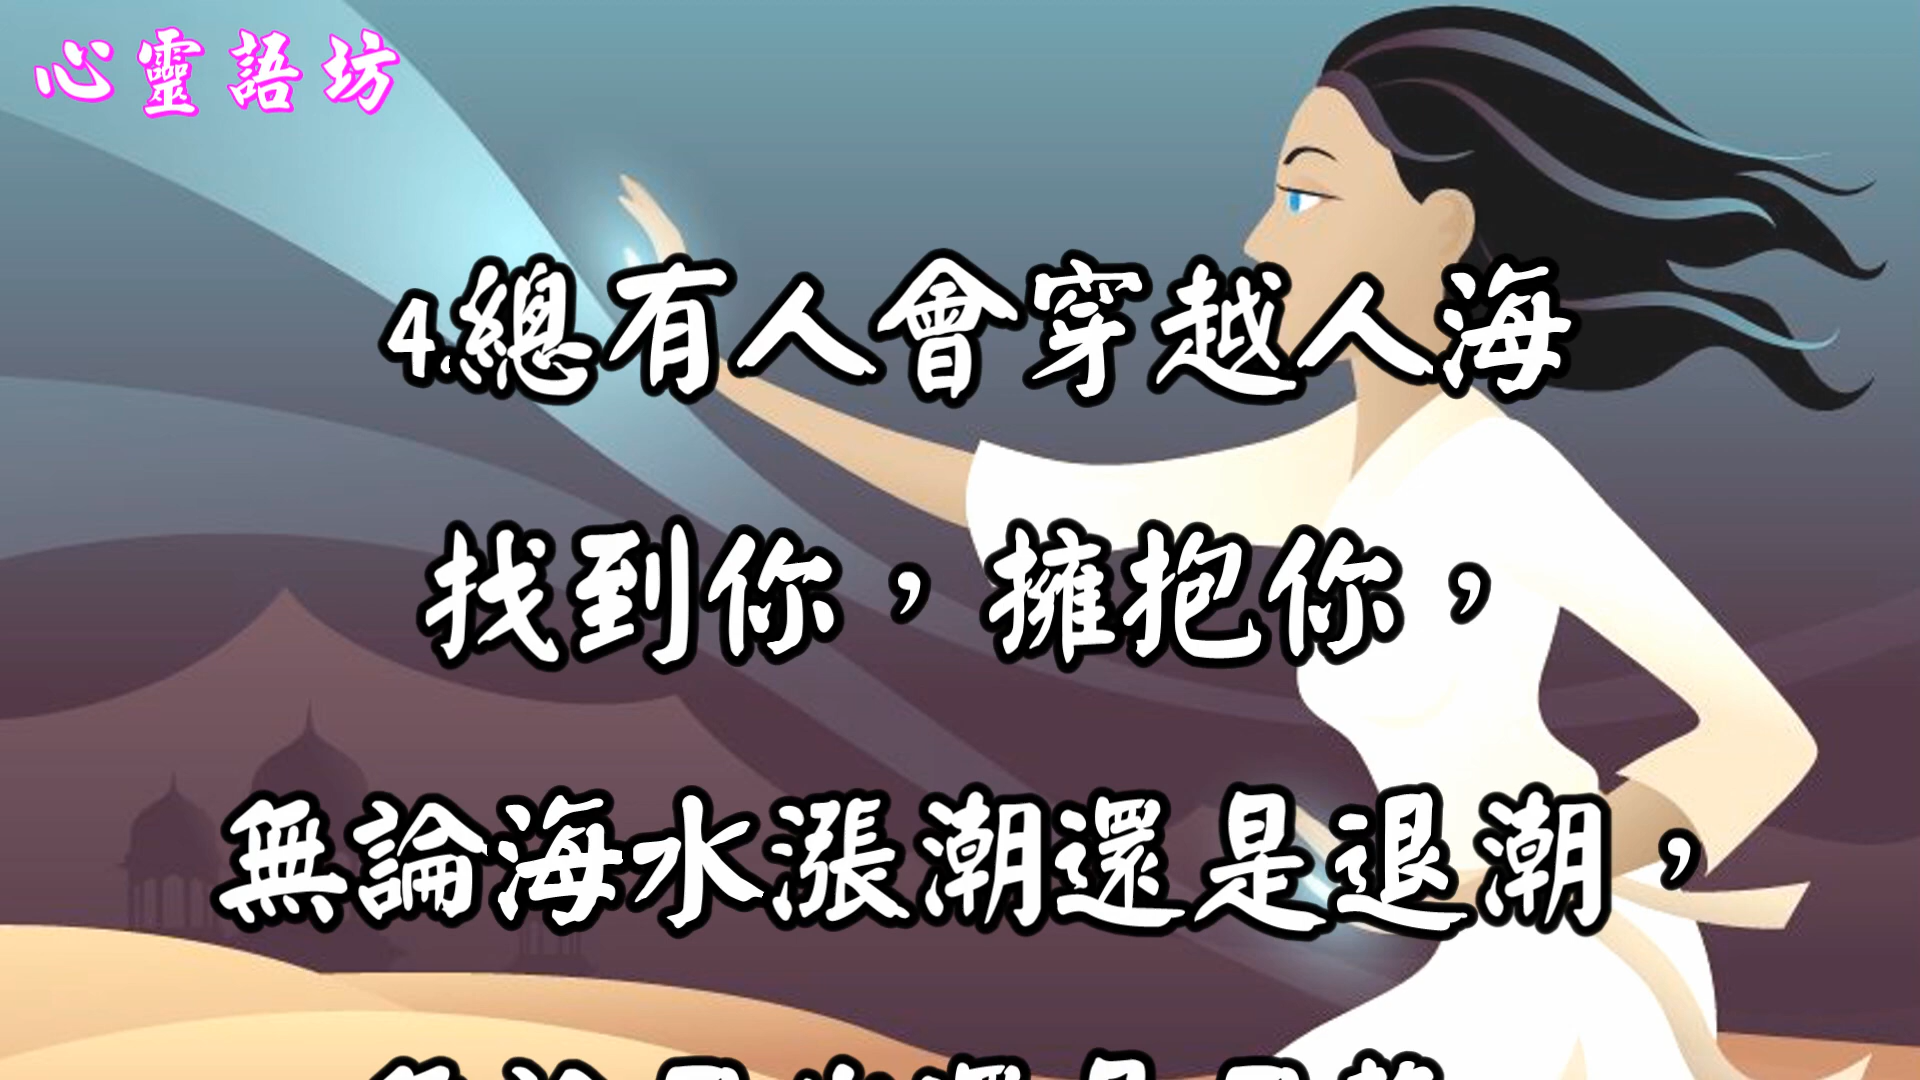 心靈語坊
4.總有人會穿越人海
找到你，擁抱你，
無論海水漲潮還是退潮，